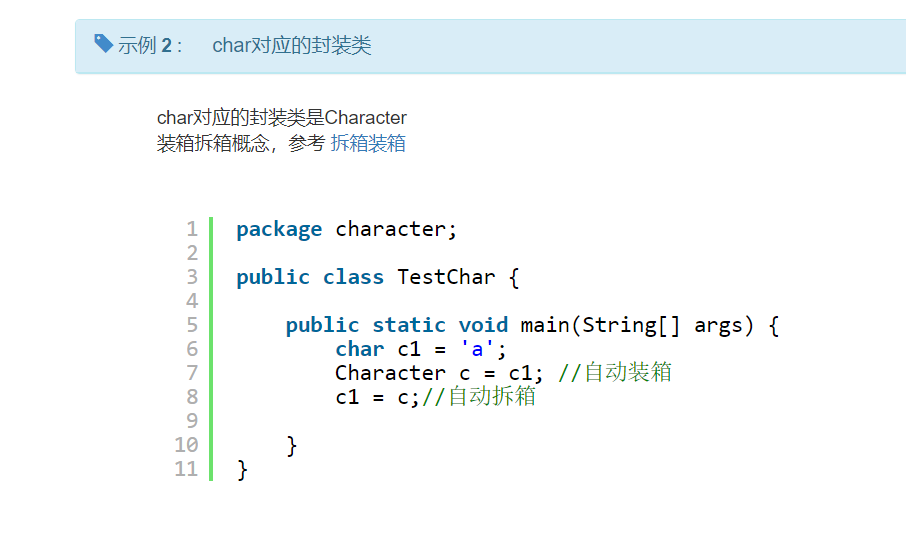 示例 2 : char对应的封装类
char对应的封装类是Character
装箱拆箱概念，参考 拆箱装箱
1 package character;
2
3 public class TestChar {
4
5     public static void main(String[] args) {
6         char c1 = 'a';
7         Character c = c1; //自动装箱
8         c1 = c;//自动拆箱
9
10     }
11 }